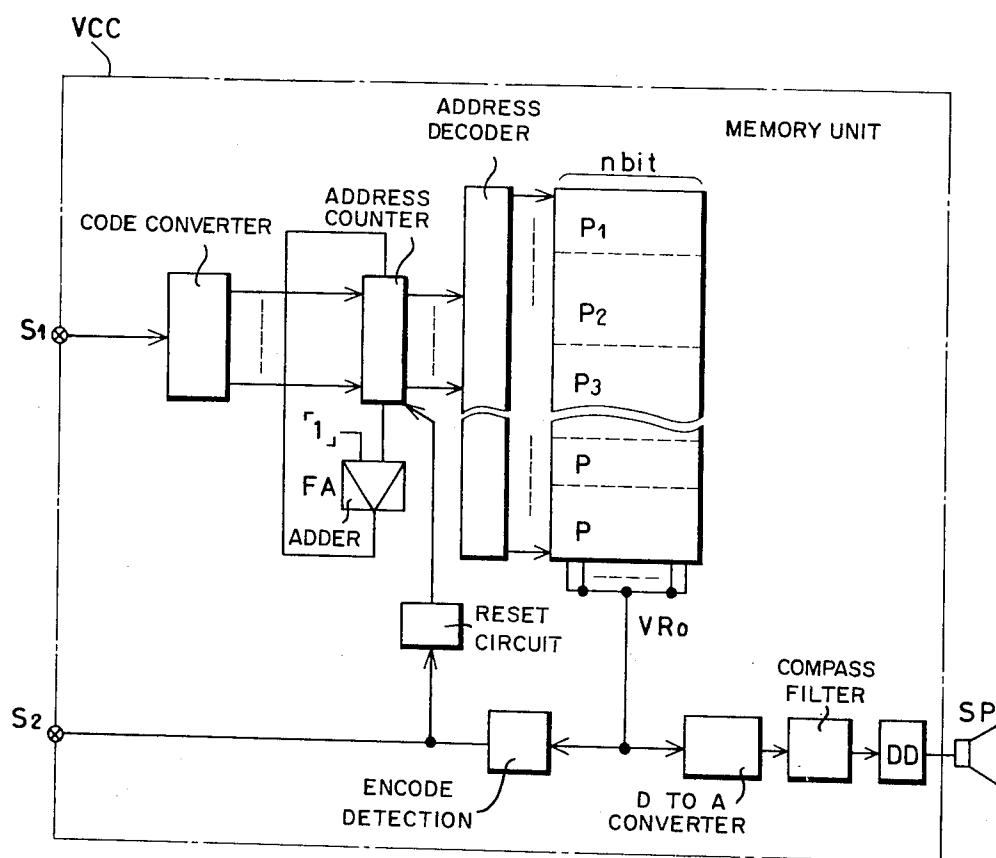 VCC
ADDRESS
DECODER
MEMORY UNIT
n bit
ADDRESS
COUNTER
CODE CONVERTER
P1
P2
P3
P
P
S1
「1」
FA
ADDER
RESET
CIRCUIT
VRo
COMPASS
FILTER
S2
SP
DD
ENCODE
DETECTION
D TO A
CONVERTER